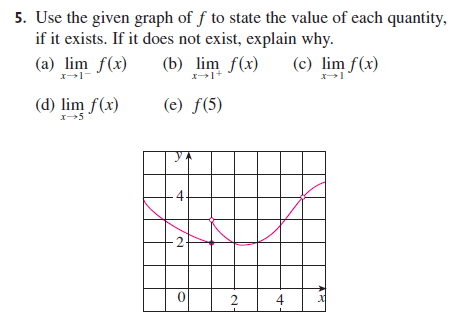 5. Use the given graph of f to state the value of each quantity,
if it exists. If it does not exist, explain why.
(a) lim x→1⁻ f(x) (b) lim x→1⁺ f(x) (c) lim x→1 f(x)
(d) lim x→5 f(x) (e) f(5)
y
4
2
0 2 4 x